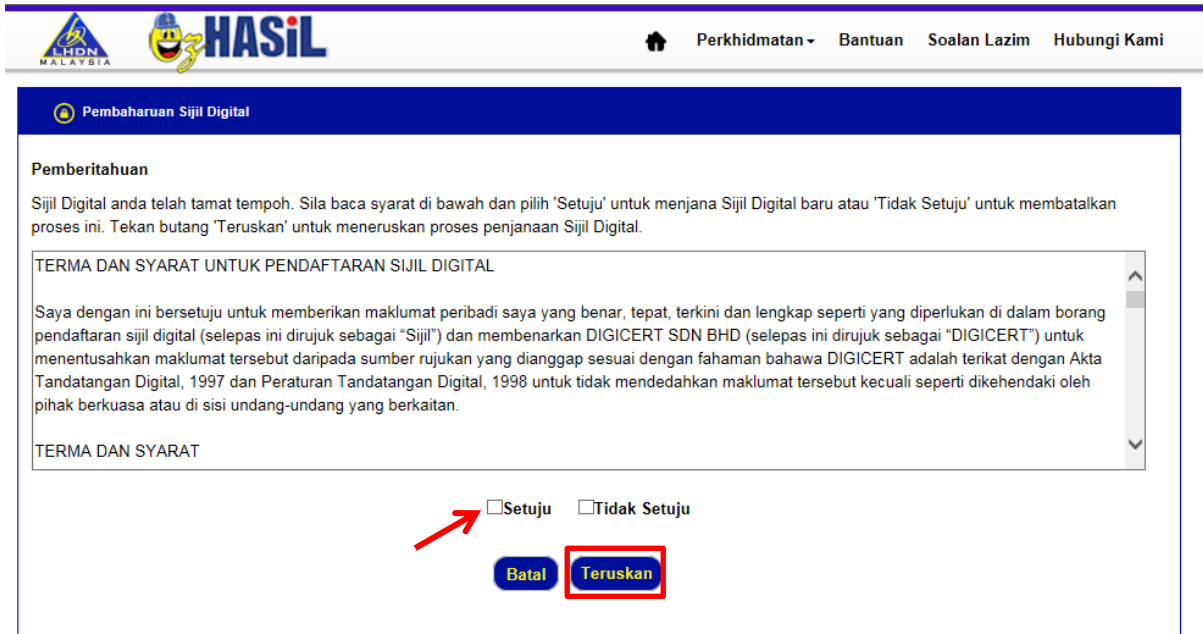 LHDN
MALAYSIA
ezHASiL
Perkhidmatan
Bantuan
Soalan Lazim
Hubungi Kami
Pembaharuan Sijil Digital
Pemberitahuan
Sijil Digital anda telah tamat tempoh. Sila baca syarat di bawah dan pilih 'Setuju' untuk menjana Sijil Digital baru atau 'Tidak Setuju' untuk membatalkan
proses ini. Tekan butang 'Teruskan' untuk meneruskan proses penjanaan Sijil Digital.
TERMA DAN SYARAT UNTUK PENDAFTARAN SIJIL DIGITAL
Saya dengan ini bersetuju untuk memberikan maklumat peribadi saya yang benar, tepat, terkini dan lengkap seperti yang diperlukan di dalam borang
pendaftaran sijil digital (selepas ini dirujuk sebagai “Sijil”) dan membenarkan DIGICERT SDN BHD (selepas ini dirujuk sebagai “DIGICERT”) untuk
menentusahkan maklumat tersebut daripada sumber rujukan yang dianggap sesuai dengan fahaman bahawa DIGICERT adalah terikat dengan Akta
Tandatangan Digital, 1997 dan Peraturan Tandatangan Digital, 1998 untuk tidak mendedahkan maklumat tersebut kecuali seperti dikehendaki oleh
pihak berkuasa atau di sisi undang-undang yang berkaitan.
TERMA DAN SYARAT
Setuju
Tidak Setuju
Batal
Teruskan